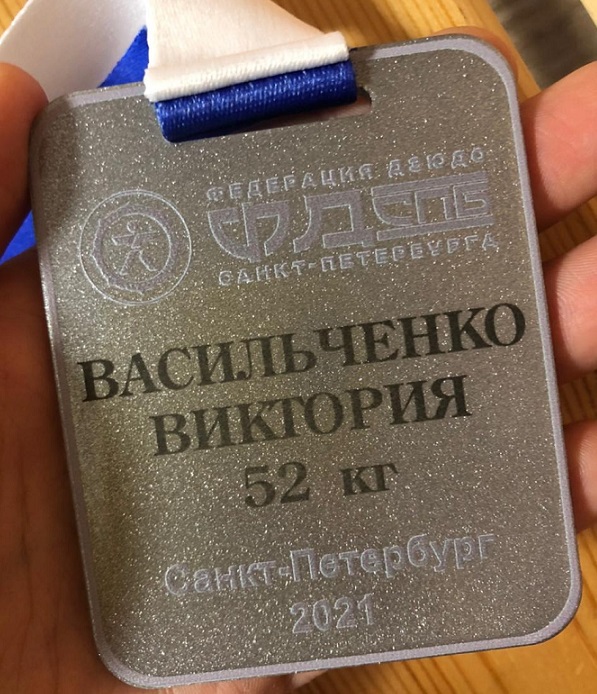 ФЕДЕРАЦИЯ ДЗЮДО
ФДСПБ
САНКТ-ПЕТЕРБУРГА
ВАСИЛЬЧЕНКО
ВИКТОРИЯ
52 кг
Санкт-Петербург
2021